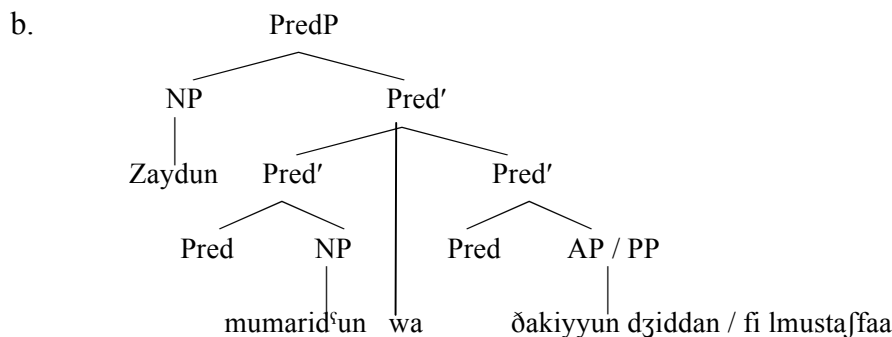 b. PredP
NP Pred′
Zaydun Pred′ Pred′
Pred NP Pred AP / PP
mumaridˤun wa ðakiyyun dʒiddan / fi lmustaʃfaa